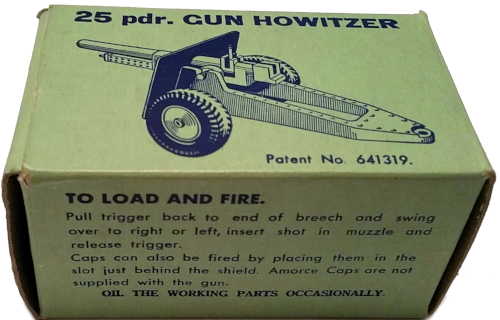 25 pdr. GUN HOWITZER
Patent No. 641319.
TO LOAD AND FIRE.
Pull trigger back to end of breech and swing
over to right or left, insert shot in muzzle and
release trigger.
Caps can also be fired by placing them in the
slot just behind the shield. Amorce Caps are not
supplied with the gun.
OIL THE WORKING PARTS OCCASIONALLY.